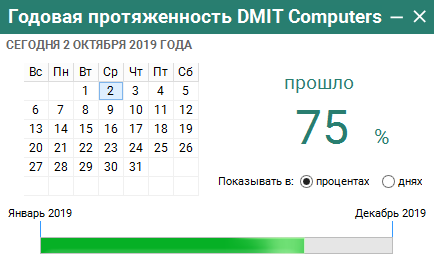 Годовая протяженность DMIT Computers
СЕГОДНЯ 2 ОКТЯБРЯ 2019 ГОДА
Вс Пн Вт Ср Чт Пт Сб
1 2 3 4 5
6 7 8 9 10 11 12
13 14 15 16 17 18 19
20 21 22 23 24 25 26
27 28 29 30 31
прошло
75 %
Показывать в: процентах днях
Январь 2019 Декабрь 2019